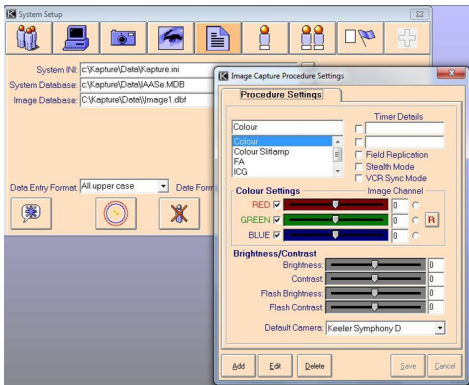 System Setup
System INI: c:\Kapture\Data\Kapture.ini
System Database: c:\Kapture\Data\IAASe.MDB
Image Database: C:\Kapture\Data\\Image1.dbf
Data Entry Format: All upper case
Date Form
Image Capture Procedure Settings
Procedure Settings
Timer Details
Colour
Colour
Colour Slitlamp
FA
ICG
Field Replication
Stealth Mode
VCR Sync Mode
Colour Settings
Image Channel
RED 0
GREEN 0 R
BLUE 0
Brightness/Contrast
Brightness: 0
Contrast: 0
Flash Brightness: 0
Flash Contrast: 0
Default Camera: Keeler Symphony D
Add Edit Delete Save Cancel